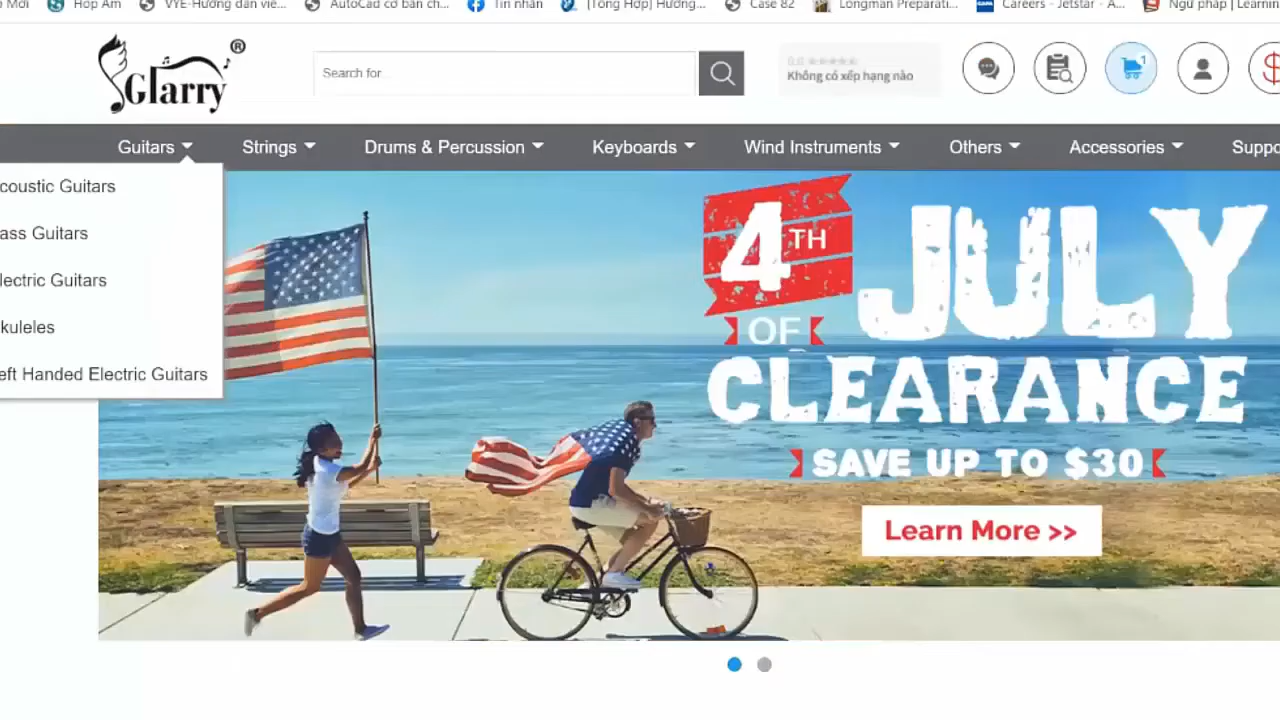 Hợp Âm
VYE-Hướng dẫn viê...
AutoCad cơ bản ch...
Tin nhắn
[Tổng Hợp] Hướng...
Case 82
Longman Preparati...
Careers - Jetstar - A...
Ngữ pháp | Learnin
Glarry®
Search for
0.0 ★★★★★
Không có xếp hạng nào
1
Guitars
Strings
Drums & Percussion
Keyboards
Wind Instruments
Others
Accessories
Suppo
coustic Guitars
ass Guitars
lectric Guitars
kuleles
eft Handed Electric Guitars
4TH
OF
JULY
CLEARANCE
SAVE UP TO $30
Learn More >>